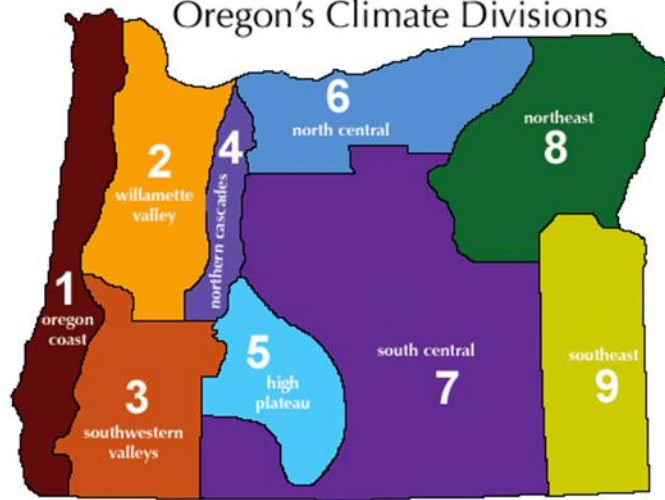 Oregon's Climate Divisions
1
oregon
coast
2
willamette
valley
3
southwestern
valleys
4
northern cascades
5
high
plateau
6
north central
south central
7
northeast
8
southeast
9